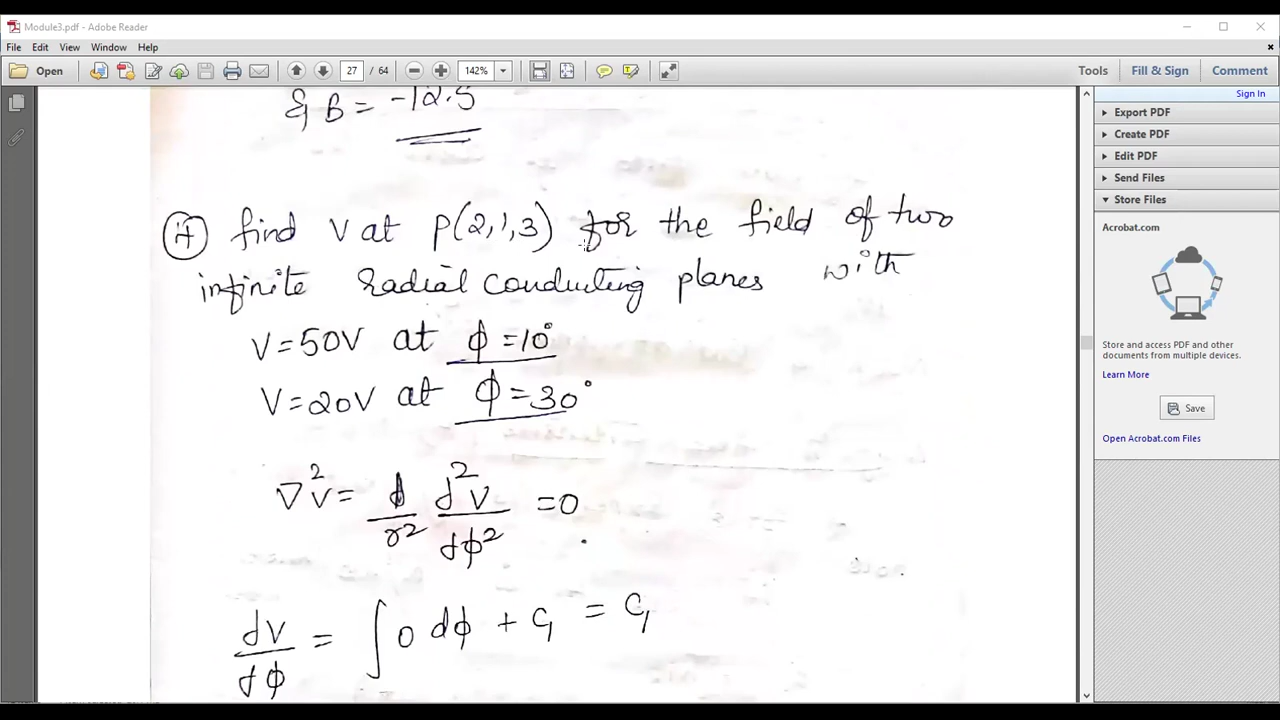 Module3.pdf - Adobe Reader
File Edit View Window Help
Open 27 / 64 142% Tools Fill & Sign Comment
Sign In
Export PDF
Create PDF
Edit PDF
Send Files
Store Files
Acrobat.com
Store and access PDF and other
documents from multiple devices.
Learn More
Save
Open Acrobat.com Files
& B = -12.5
④ find V at P(2,1,3) for the field of two
infinite radial conducting planes with
V=50V at ϕ=10°
V=20V at ϕ=30°
∇²V = 1/r² d²V/dϕ² =0
dV/dϕ = ∫ 0 dϕ + C₁ = C₁